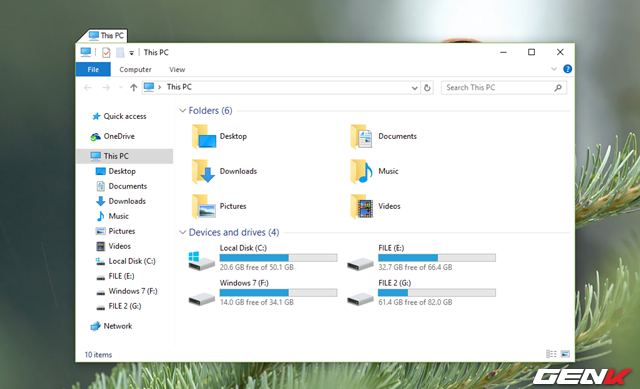 This PC
This PC
File Computer View
This PC Search This PC
Quick access
OneDrive
This PC
Desktop
Documents
Downloads
Music
Pictures
Videos
Local Disk (C:)
FILE (E:)
Windows 7 (F:)
FILE 2 (G:)
Network
Folders (6)
Desktop
Documents
Downloads
Music
Pictures
Videos
Devices and drives (4)
Local Disk (C:)
20.6 GB free of 50.1 GB
FILE (E:)
32.7 GB free of 66.4 GB
Windows 7 (F:)
14.0 GB free of 34.1 GB
FILE 2 (G:)
61.4 GB free of 82.0 GB
10 items
GENK